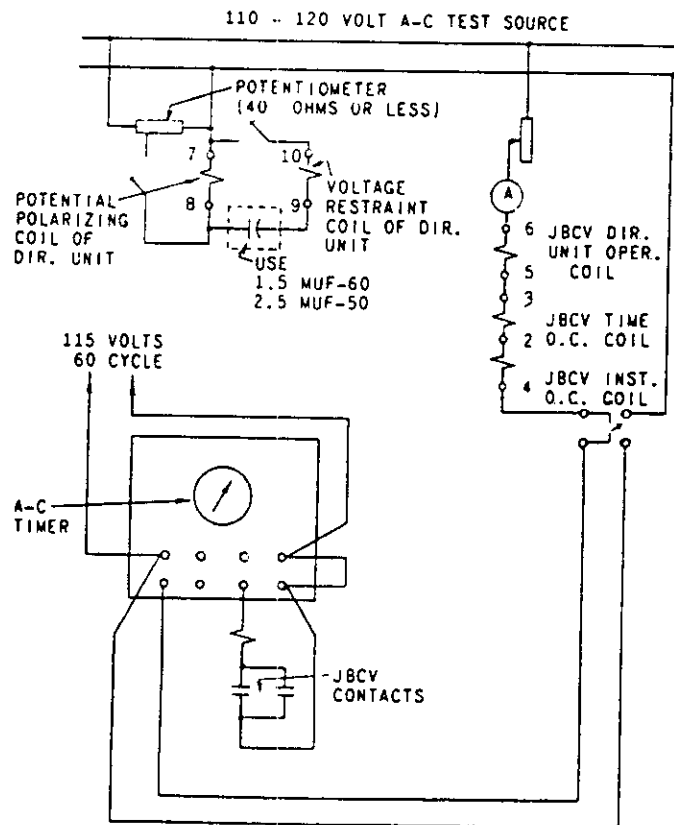 110 - 120 VOLT A-C TEST SOURCE
POTENTIOMETER
(40 OHMS OR LESS)
7
10
POTENTIAL
POLARIZING
COIL OF
DIR. UNIT
8
9
VOLTAGE
RESTRAINT
COIL OF DIR.
UNIT
USE
1.5 MUF-60
2.5 MUF-50
A
6
JBCV DIR.
UNIT OPER.
COIL
5
3
JBCV TIME
O.C. COIL
2
JBCV INST.
O.C. COIL
4
115 VOLTS
60 CYCLE
A-C
TIMER
JBCV
CONTACTS